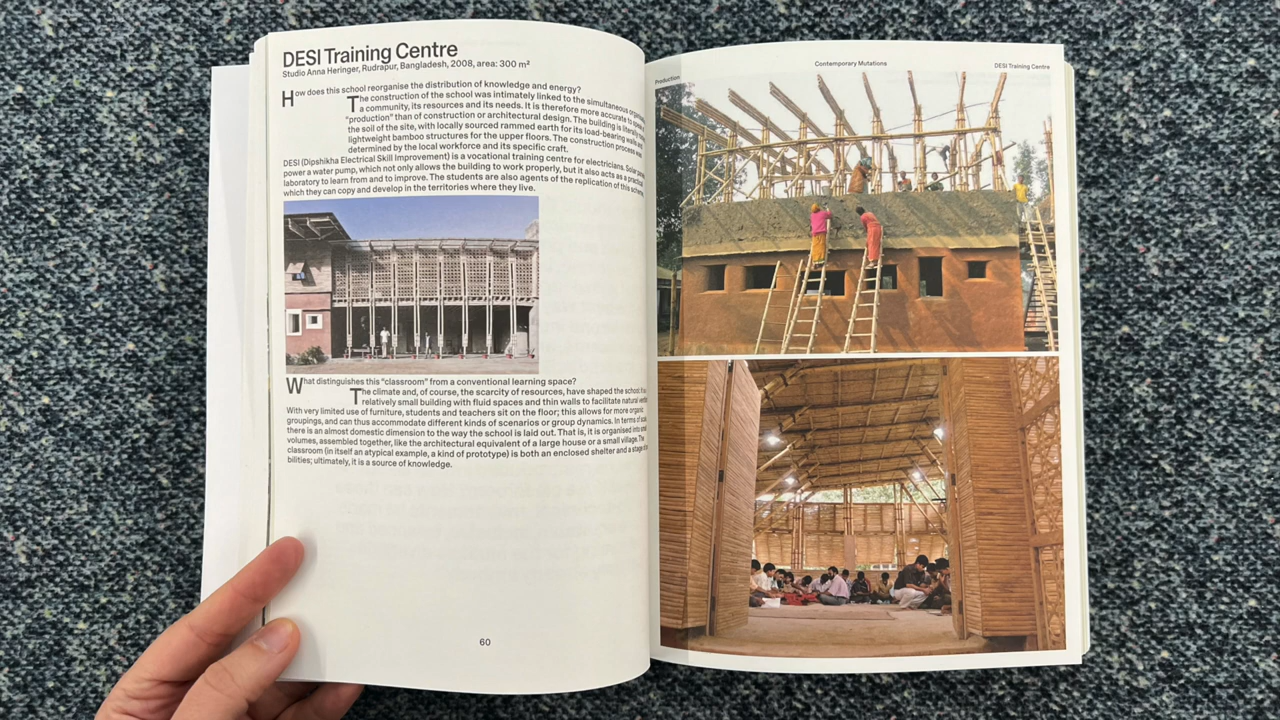 DESI Training Centre
Studio Anna Heringer, Rudrapur, Bangladesh, 2008, area: 300 m²
How does this school reorganise the distribution of knowledge and energy?
The construction of the school was intimately linked to the simultaneous
a community, its resources and its needs. It is therefore more accurate to
“production” than of construction or architectural design. The building is
the soil of the site, with locally sourced rammed earth for its load-bearing walls
lightweight bamboo structures for the upper floors. The construction process was
determined by the local workforce and its specific craft.
DESI (Dipshikha Electrical Skill Improvement) is a vocational training centre for electricians. Solar
power a water pump, which not only allows the building to work properly, but it also acts as a practical
laboratory to learn from and to improve. The students are also agents of the replication of this
which they can copy and develop in the territories where they live.
What distinguishes this “classroom” from a conventional learning space?
The climate and, of course, the scarcity of resources, have shaped the school:
relatively small building with fluid spaces and thin walls to facilitate natural
With very limited use of furniture, students and teachers sit on the floor; this allows for more organic
groupings, and can thus accommodate different kinds of scenarios or group dynamics. In terms of
there is an almost domestic dimension to the way the school is laid out. That is, it is organised into
volumes, assembled together, like the architectural equivalent of a large house or a small village. The
classroom (in itself an atypical example, a kind of prototype) is both an enclosed shelter and a stage
bilities; ultimately, it is a source of knowledge.
60
Production
Contemporary Mutations
DESI Training Centre